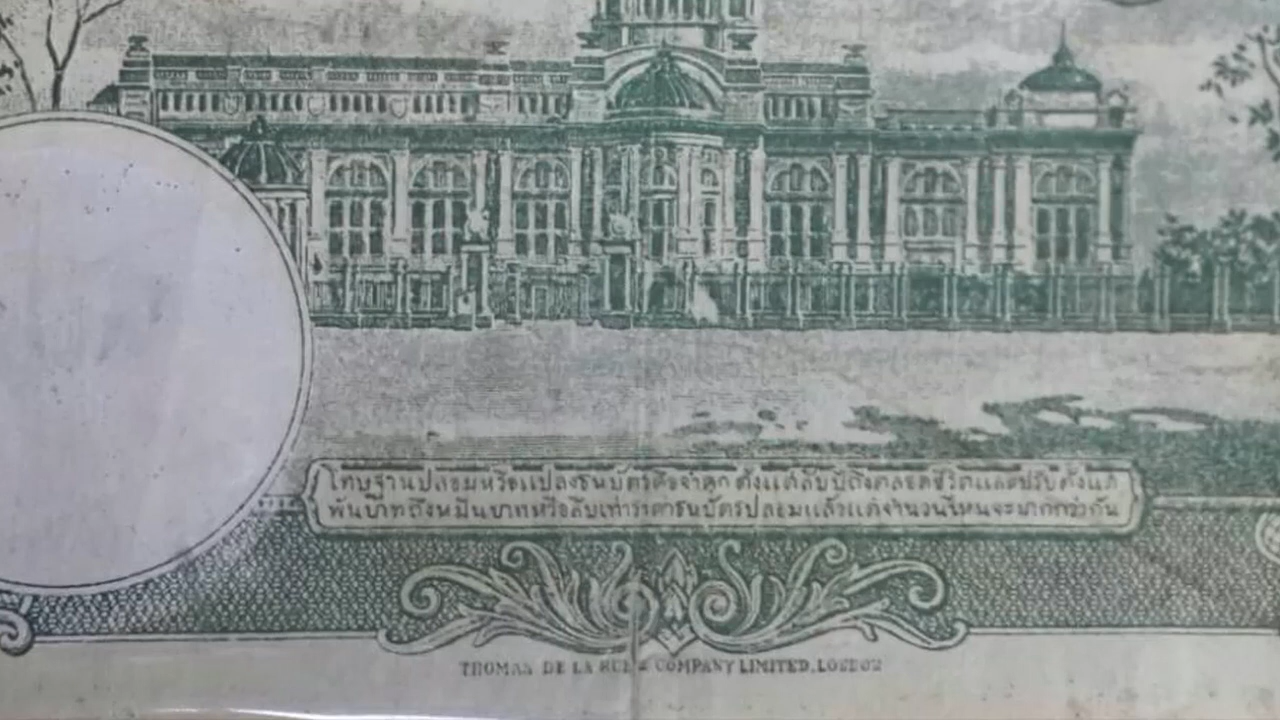 โทษฐานปลอมหรือแปลงธนบัตร์คือจำคุก ตั้งแต่สิบปีถึงตลอดชีวิตและปรับตั้งแต่
พันบาทถึงหมื่นบาทหรือสิบเท่าราคาธนบัตร์ปลอมแล้วแต่จำนวนไหนจะมากกว่ากัน
THOMAS DE LA RUE & COMPANY LIMITED, LONDON